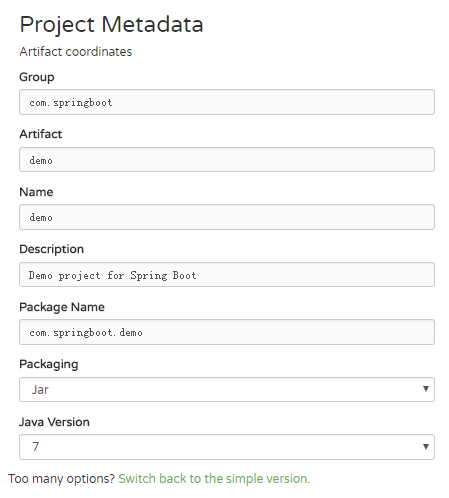 Project Metadata
Artifact coordinates
Group
com.springboot
Artifact
demo
Name
demo
Description
Demo project for Spring Boot
Package Name
com.springboot.demo
Packaging
Jar
Java Version
7
Too many options? Switch back to the simple version.